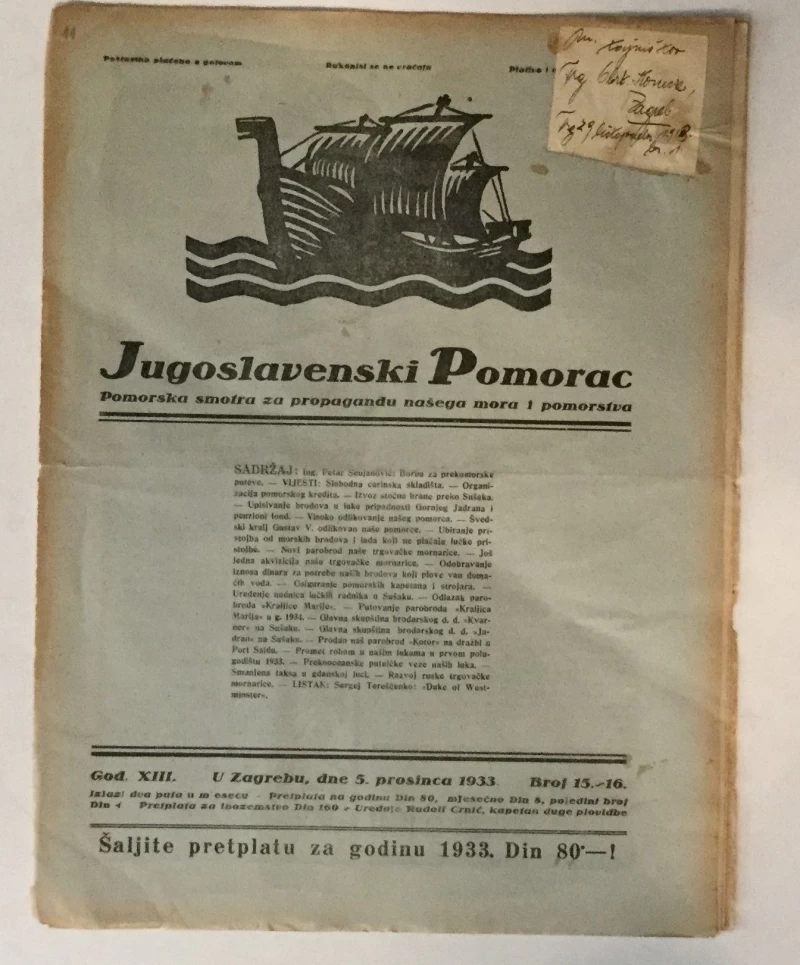 11
Poštarina plaćena u gotovom
Rukopisi se ne vraćaju
Plativo i
Trg
Zagreb
Trg 29
Jugoslavenski Pomorac
Pomorska smotra za propagandu našega mora i pomorstva
SADRŽAJ: Ing. Petar Senjanović: Borba za prekomorske
puteve. — VIJESTI: Slobodna carinska skladišta. — Organi-
zacija pomorskog kredita. — Izvoz stočne hrane preko Sušaka.
— Upisivanje brodova u luke pripadnosti Gornjeg Jadrana i
penzioni fond. — Visoko odlikovanje našeg pomorca. — Šved-
ski kralj Gustav V. odlikovao naše pomorce. — Ubiranje pri-
stojba od morskih brodova i lađa koji ne plaćaju lučke pri-
stojbe. — Novi parobrod naše trgovačke mornarice. — Još
jedna akvizicija naše trgovačke mornarice. — Odobravanje
iznosa dinara za potrebe naših brodova koji plove van doma-
ćih voda. — Osiguranje pomorskih kapetana i strojara. —
Uređenje nadnica lučkih radnika u Sušaku. — Odlazak paro-
broda »Kraljice Marije«. — Putovanje parobroda »Kraljica
Marija« u g. 1934. — Glavna skupština brodarskog d. d. »Kvar-
ner« na Sušaku. — Glavna skupština brodarskog d. d. »Ja-
dran« na Sušaku. — Prodan naš parobrod »Kotor« na dražbi u
Port Saidu. — Promet robom u našim lukama u prvom polu-
godištu 1933. — Prekooceanske putničke veze naših luka. —
Smanjena taksa u gdanskoj luci. — Razvoj ruske trgovačke
mornarice. — LISTAK: Sergej Tereščenko: »Duke of West-
minster«.
God. XIII. U Zagrebu, dne 5. prosinca 1933. Broj 15.-16.
Izlazi dva puta u mjesecu - Pretplata na godinu Din 80, mjesečno Din 8, pojedini broj
Din 4 Pretplata za inozemstvo Din 160 - Uređuje Rudolf Crnić, kapetan duge plovidbe
Šaljite pretplatu za godinu 1933. Din 80·—!